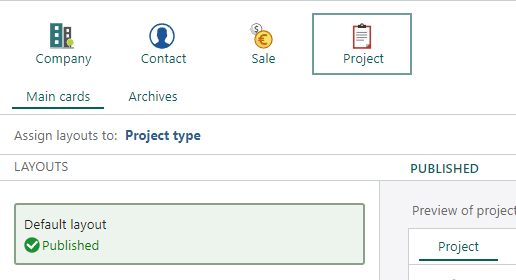 Company Contact Sale Project
Main cards Archives
Assign layouts to: Project type
LAYOUTS
PUBLISHED
Default layout
Published
Preview of project
Project